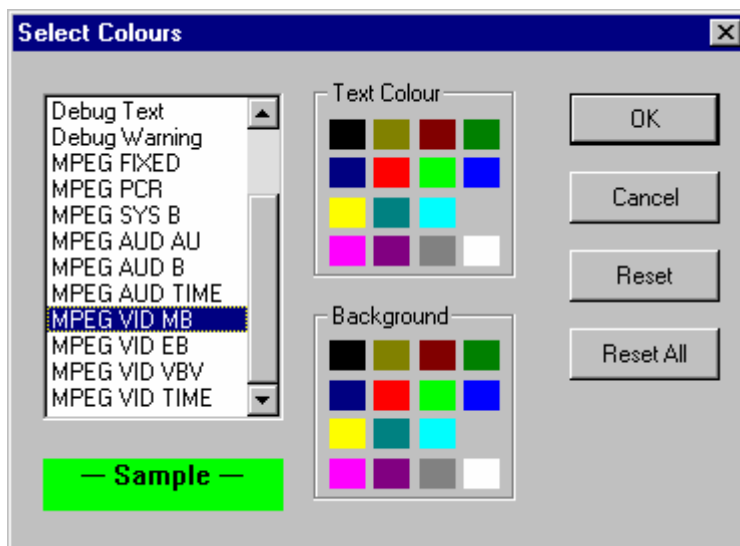 Select Colours
Debug Text
Debug Warning
MPEG FIXED
MPEG PCR
MPEG SYS B
MPEG AUD AU
MPEG AUD B
MPEG AUD TIME
MPEG VID MB
MPEG VID EB
MPEG VID VBV
MPEG VID TIME
— Sample —
Text Colour
Background
OK
Cancel
Reset
Reset All